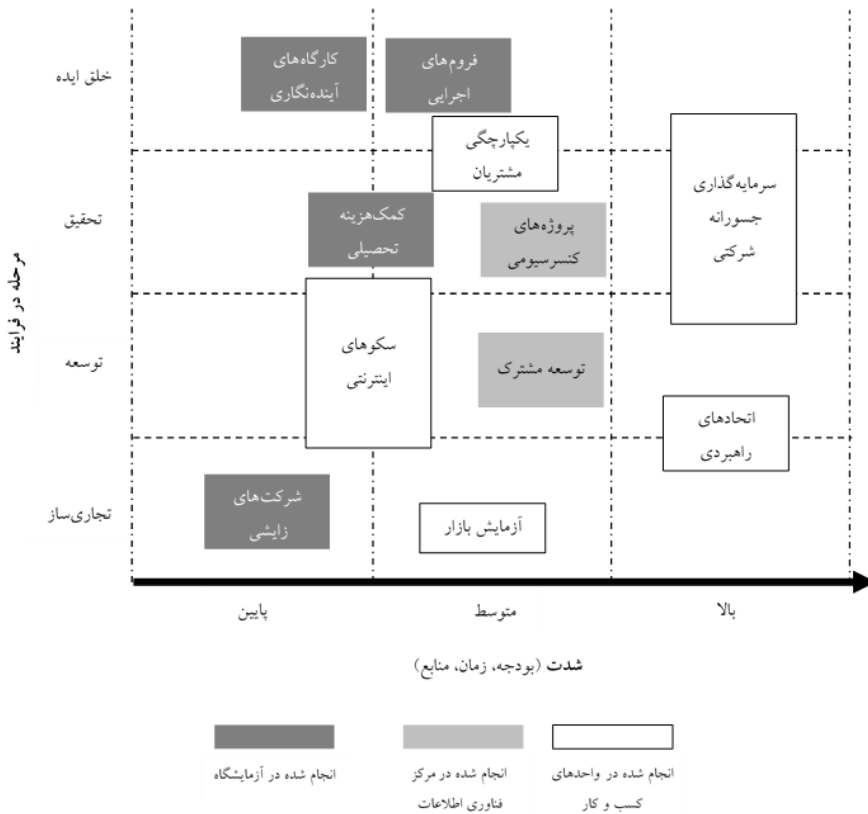 خلق ایده
کارگاه‌های
آینده‌نگاری
فروم‌های
اجرایی
یکپارچگی
مشتریان
سرمایه‌گذاری
جسورانه
شرکتی
تحقیق
کمک‌هزینه
تحصیلی
پروژه‌های
کنسرسیومی
مرحله در فرایند
توسعه
سکوهای
اینترنتی
توسعه مشترک
اتحادهای
راهبردی
تجاری‌ساز
شرکت‌های
زایشی
آزمایش بازار
پایین
متوسط
بالا
شدت (بودجه، زمان، منابع)
انجام شده در آزمایشگاه
انجام شده در مرکز
فناوری اطلاعات
انجام شده در واحدهای
کسب و کار